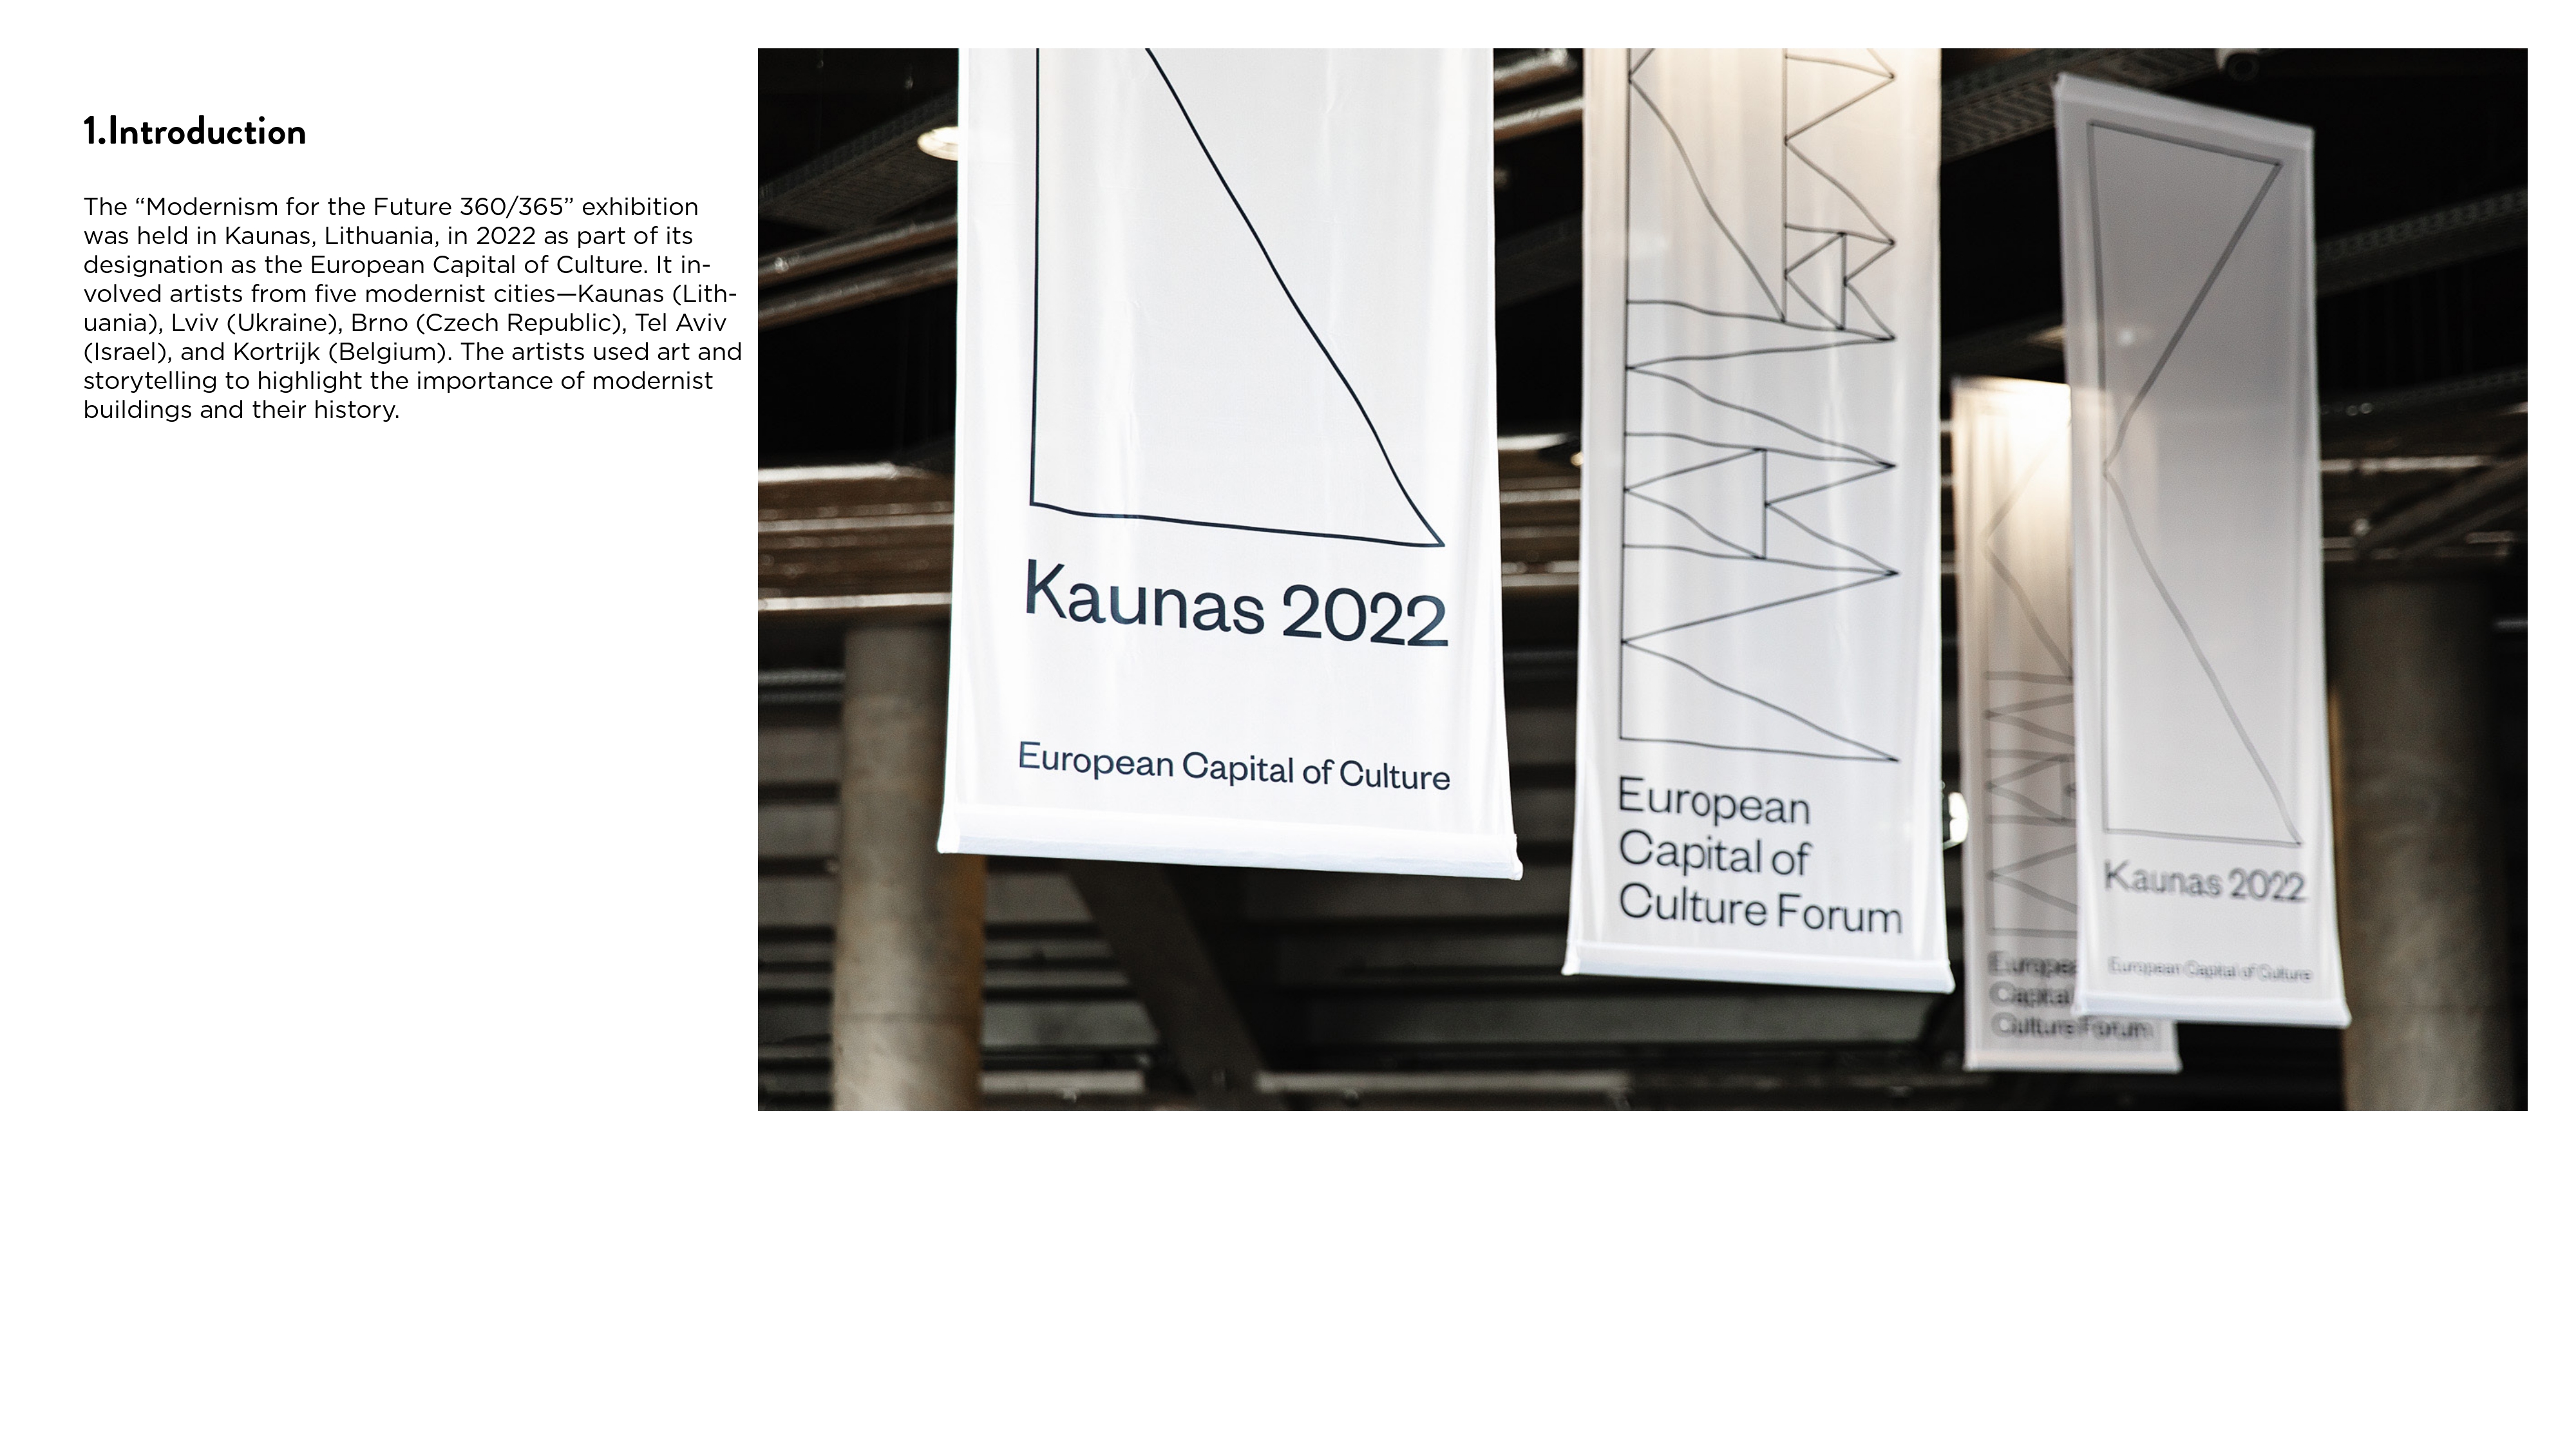 1.Introduction
The “Modernism for the Future 360/365” exhibition
was held in Kaunas, Lithuania, in 2022 as part of its
designation as the European Capital of Culture. It in-
volved artists from five modernist cities—Kaunas (Lith-
uania), Lviv (Ukraine), Brno (Czech Republic), Tel Aviv
(Israel), and Kortrijk (Belgium). The artists used art and
storytelling to highlight the importance of modernist
buildings and their history.
Kaunas 2022
European Capital of Culture
European
Capital of
Culture Forum
European
Capital
Culture Forum
Kaunas 2022
European Capital of Culture